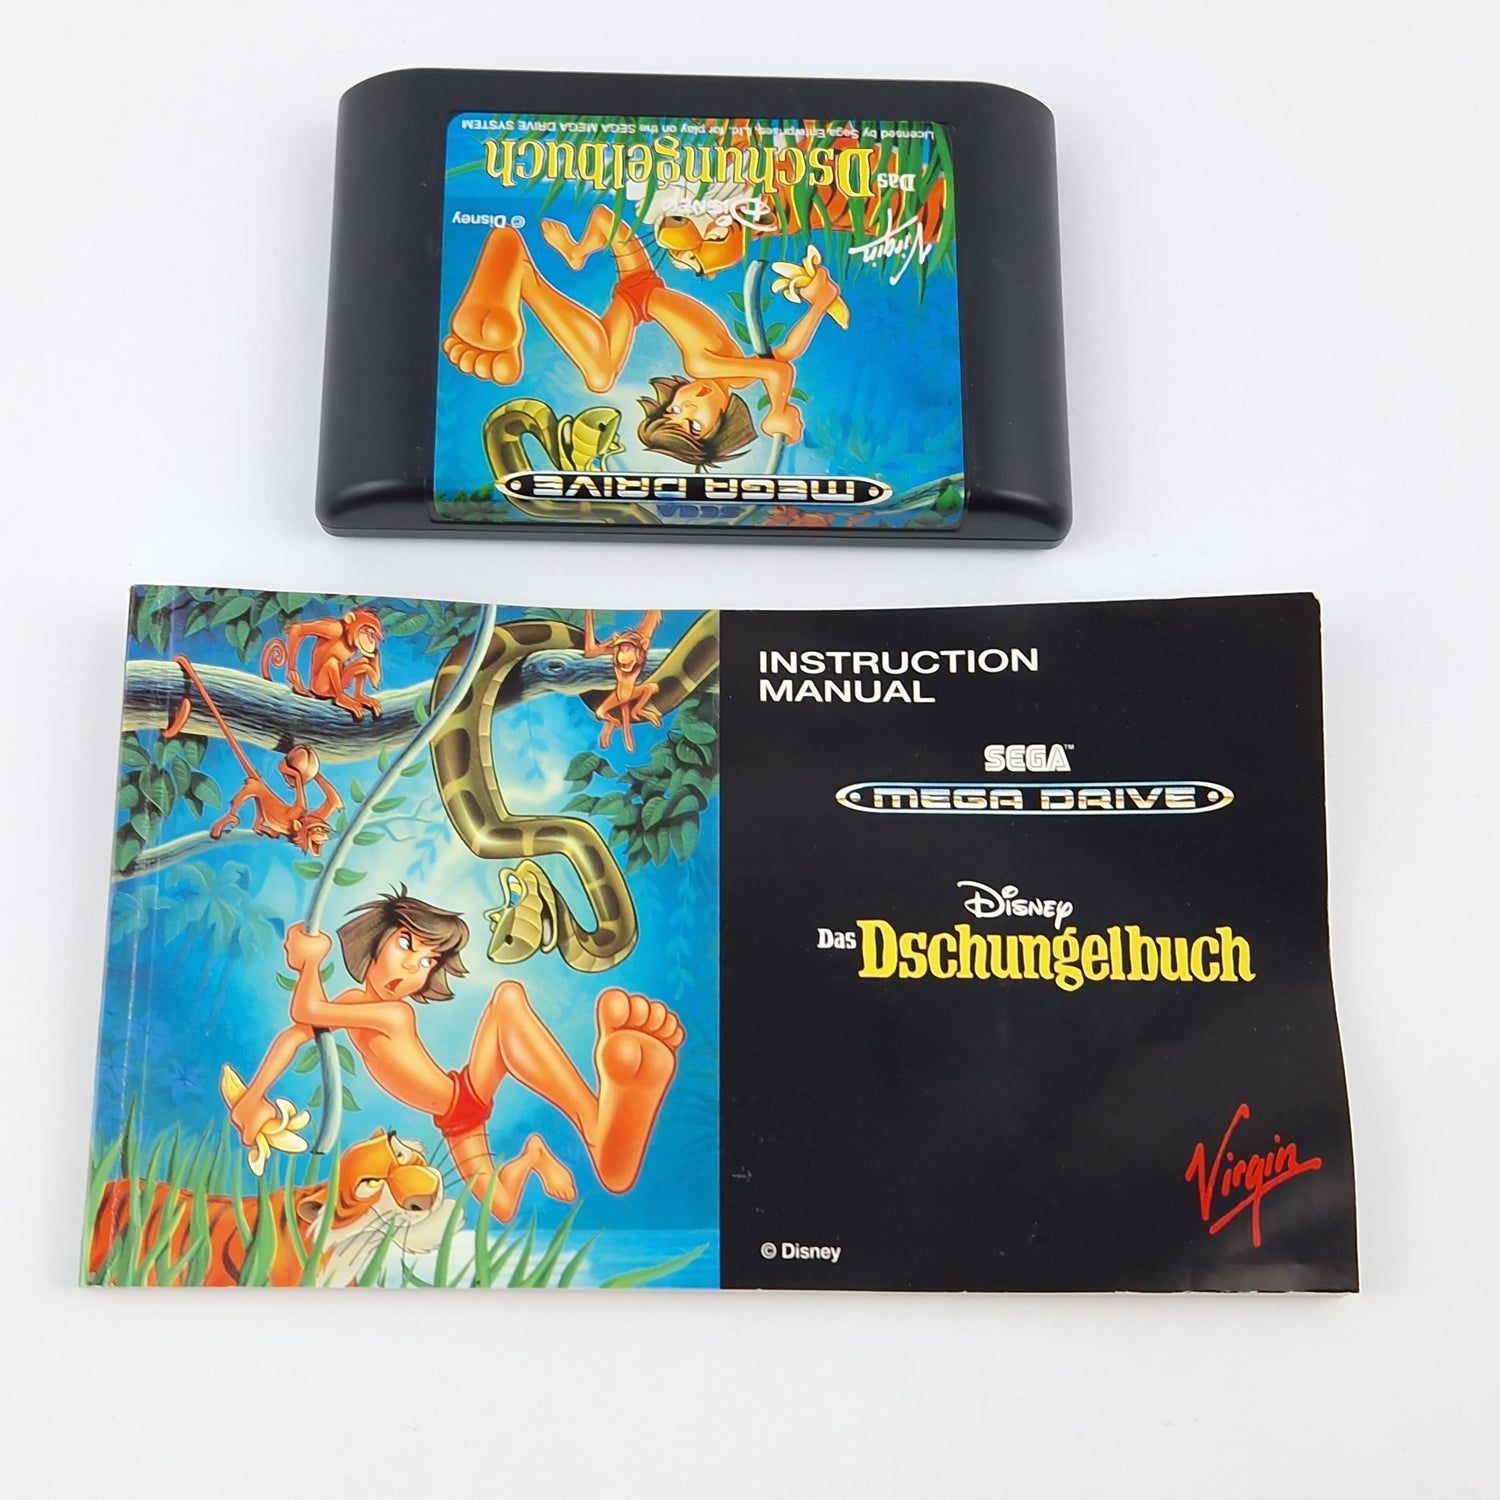 Licensed by Sega Enterprises, Ltd. for play on the SEGA MEGA DRIVE SYSTEM
Das Dschungelbuch
Disney
© Disney
Virgin
MEGA DRIVE
SEGA
INSTRUCTION
MANUAL
SEGA™
MEGA DRIVE
Disney
Das Dschungelbuch
Virgin
© Disney